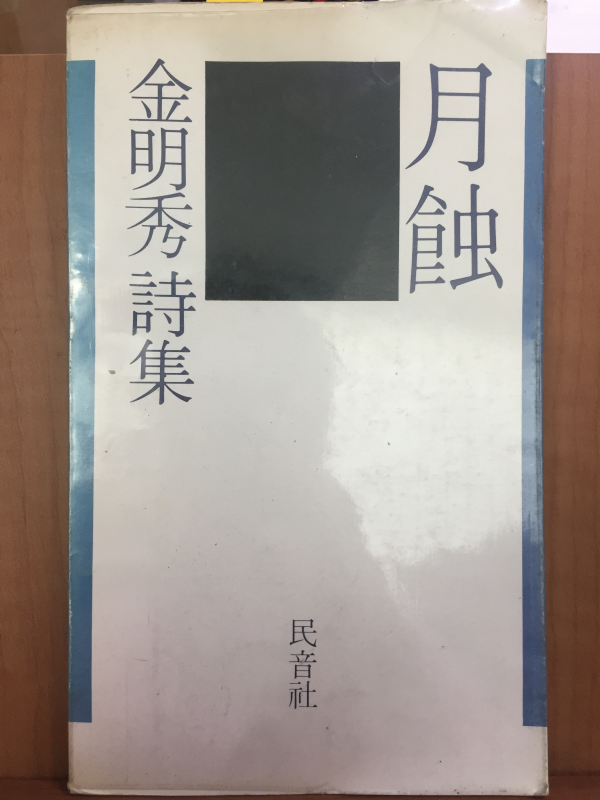 月蝕
金明秀 詩集
民音社